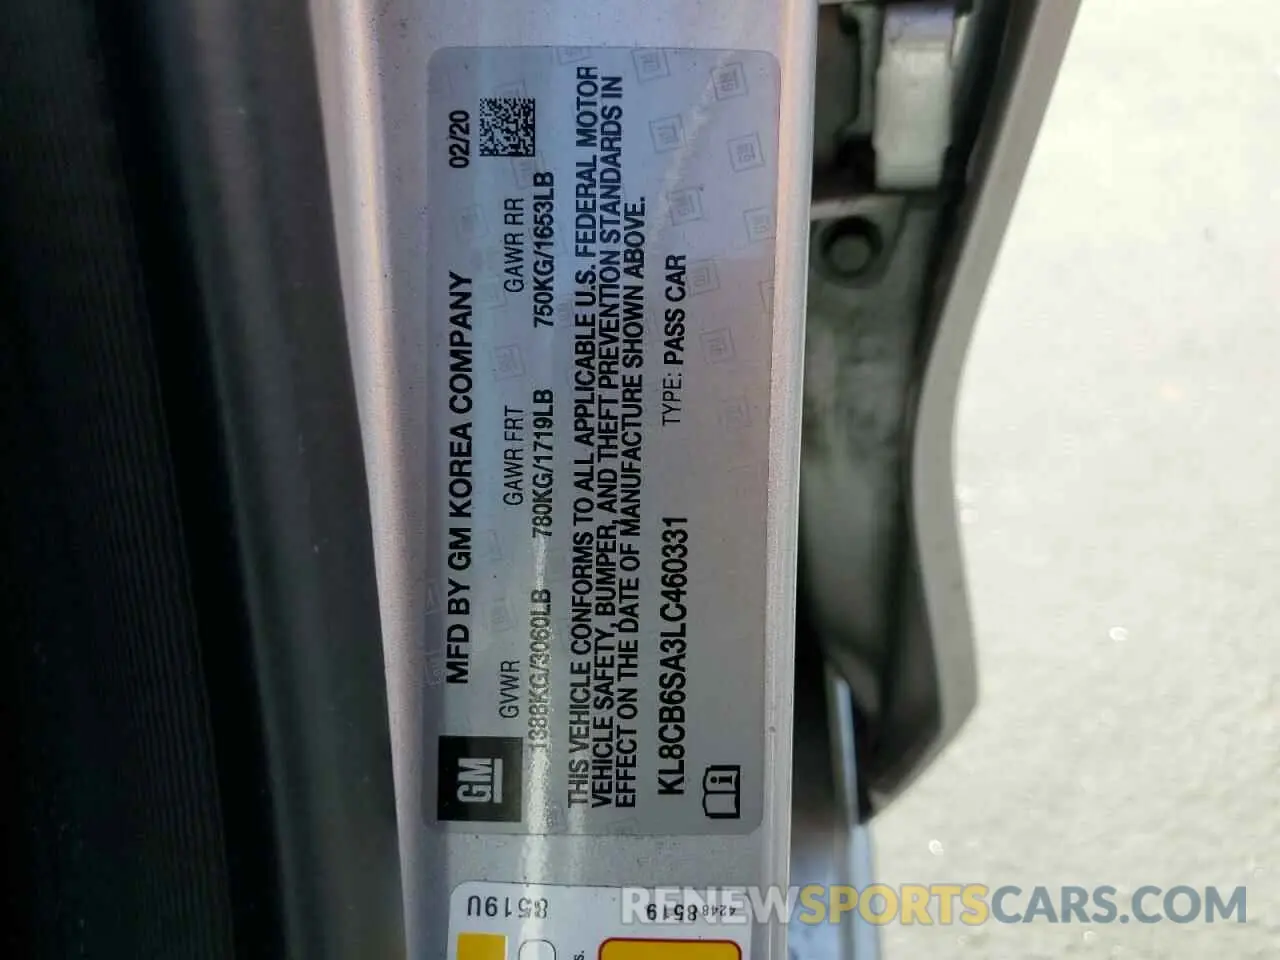 MFD BY GM KOREA COMPANY 02/20
GM
GVWR GAWR FRT GAWR RR
1388KG/3060LB 780KG/1719LB 750KG/1653LB
THIS VEHICLE CONFORMS TO ALL APPLICABLE U.S. FEDERAL MOTOR
VEHICLE SAFETY, BUMPER, AND THEFT PREVENTION STANDARDS IN
EFFECT ON THE DATE OF MANUFACTURE SHOWN ABOVE.
KL8CB6SA3LC460331 TYPE: PASS CAR
519U
42488519
RENEWSPORTSCARS.COM